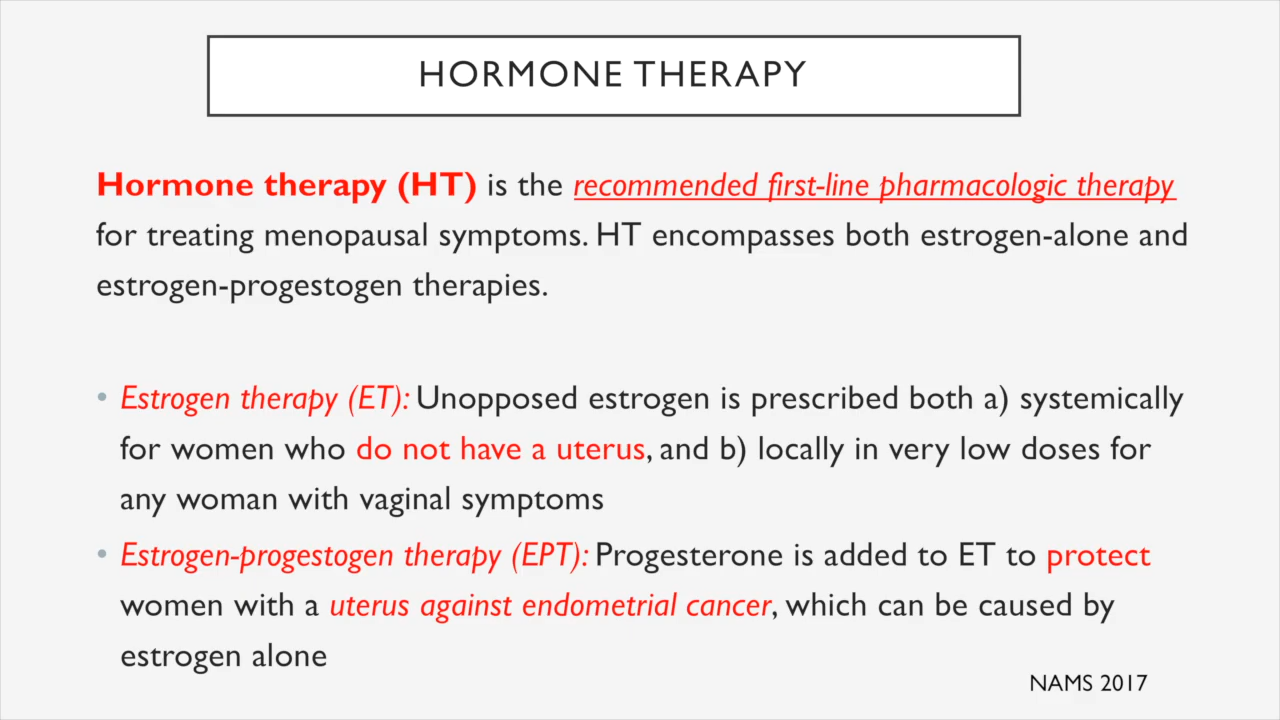 HORMONE THERAPY
Hormone therapy (HT) is the recommended first-line pharmacologic therapy
for treating menopausal symptoms. HT encompasses both estrogen-alone and
estrogen-progestogen therapies.
• Estrogen therapy (ET): Unopposed estrogen is prescribed both a) systemically
for women who do not have a uterus, and b) locally in very low doses for
any woman with vaginal symptoms
• Estrogen-progestogen therapy (EPT): Progesterone is added to ET to protect
women with a uterus against endometrial cancer, which can be caused by
estrogen alone
NAMS 2017